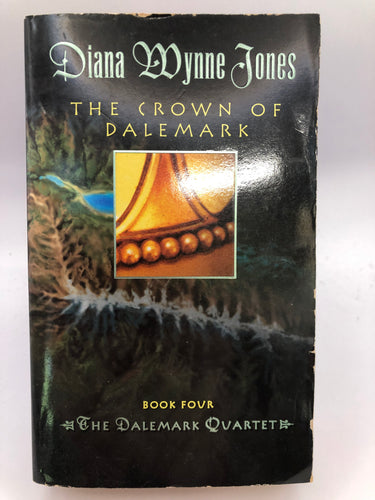 Diana Wynne Jones
THE CROWN OF
DALEMARK
BOOK FOUR
THE DALEMARK QUARTET